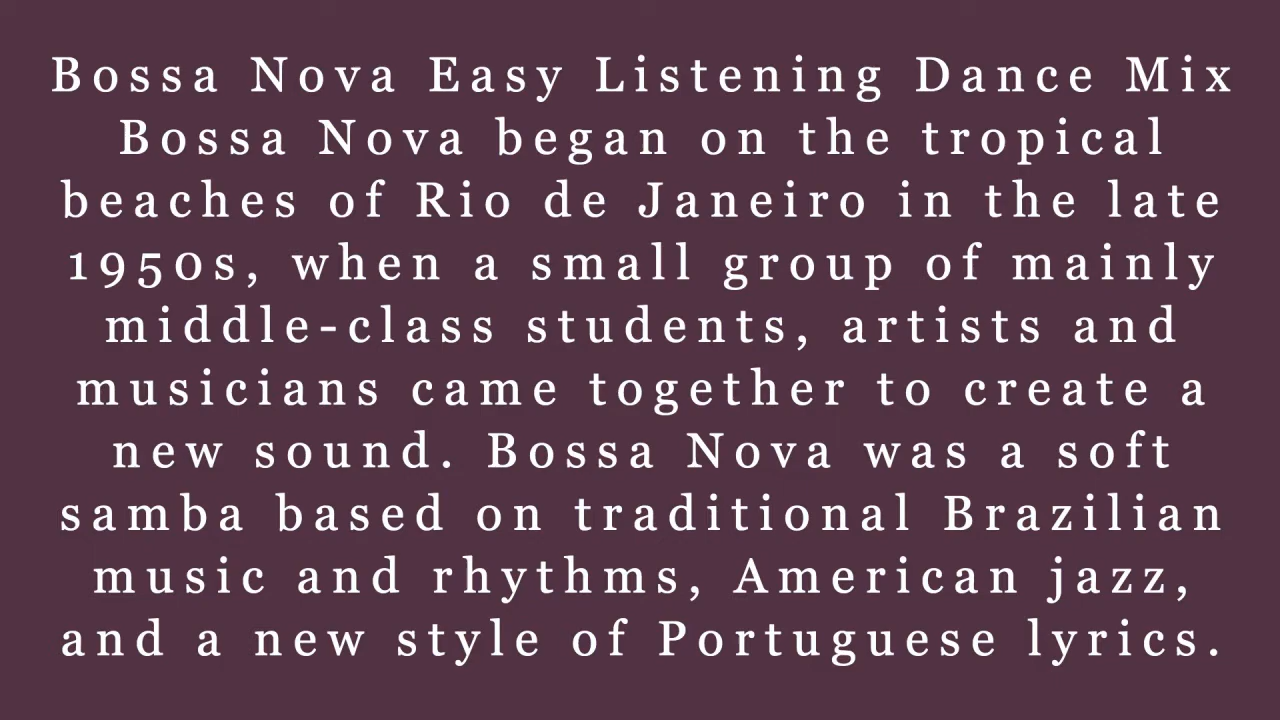 Bossa Nova Easy Listening Dance Mix
Bossa Nova began on the tropical
beaches of Rio de Janeiro in the late
1950s, when a small group of mainly
middle-class students, artists and
musicians came together to create a
new sound. Bossa Nova was a soft
samba based on traditional Brazilian
music and rhythms, American jazz,
and a new style of Portuguese lyrics.